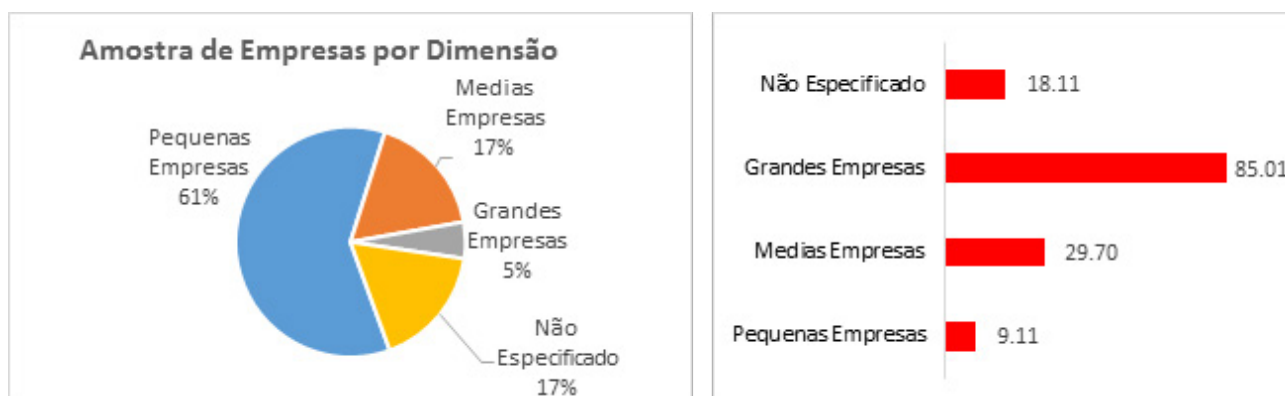 Amostra de Empresas por Dimensão
Medias
Empresas
17%
Pequenas
Empresas
61%
Grandes
Empresas
5%
Não
Especificado
17%
Não Especificado
18.11
Grandes Empresas
85.01
Medias Empresas
29.70
Pequenas Empresas
9.11